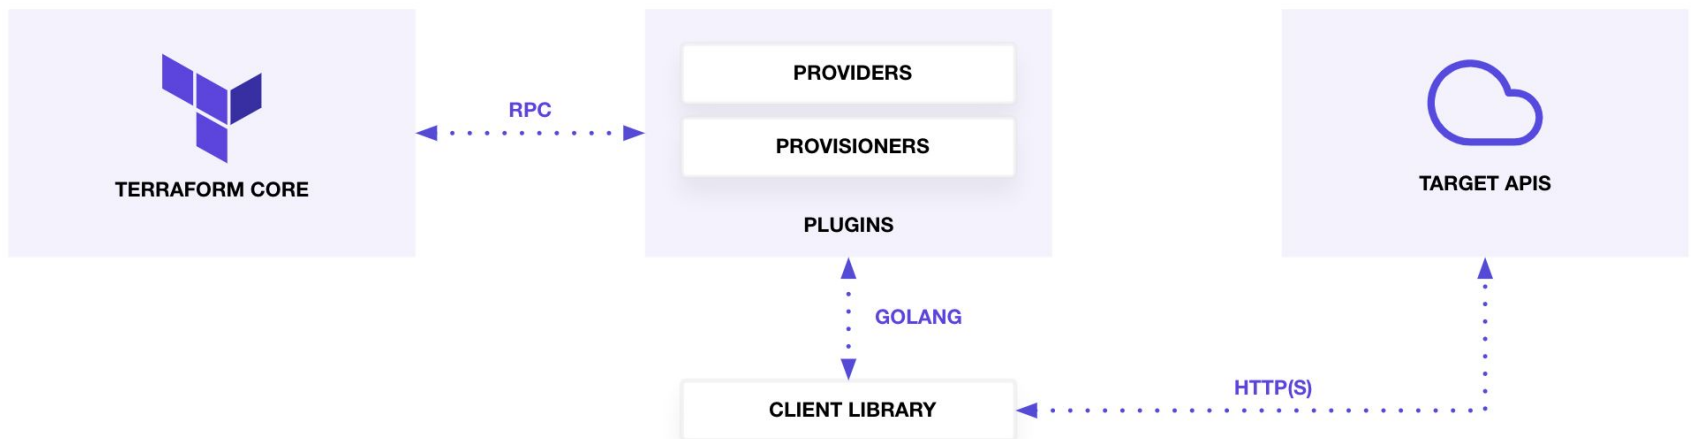 TERRAFORM CORE
RPC
PROVIDERS
PROVISIONERS
PLUGINS
TARGET APIS
GOLANG
CLIENT LIBRARY
HTTP(S)